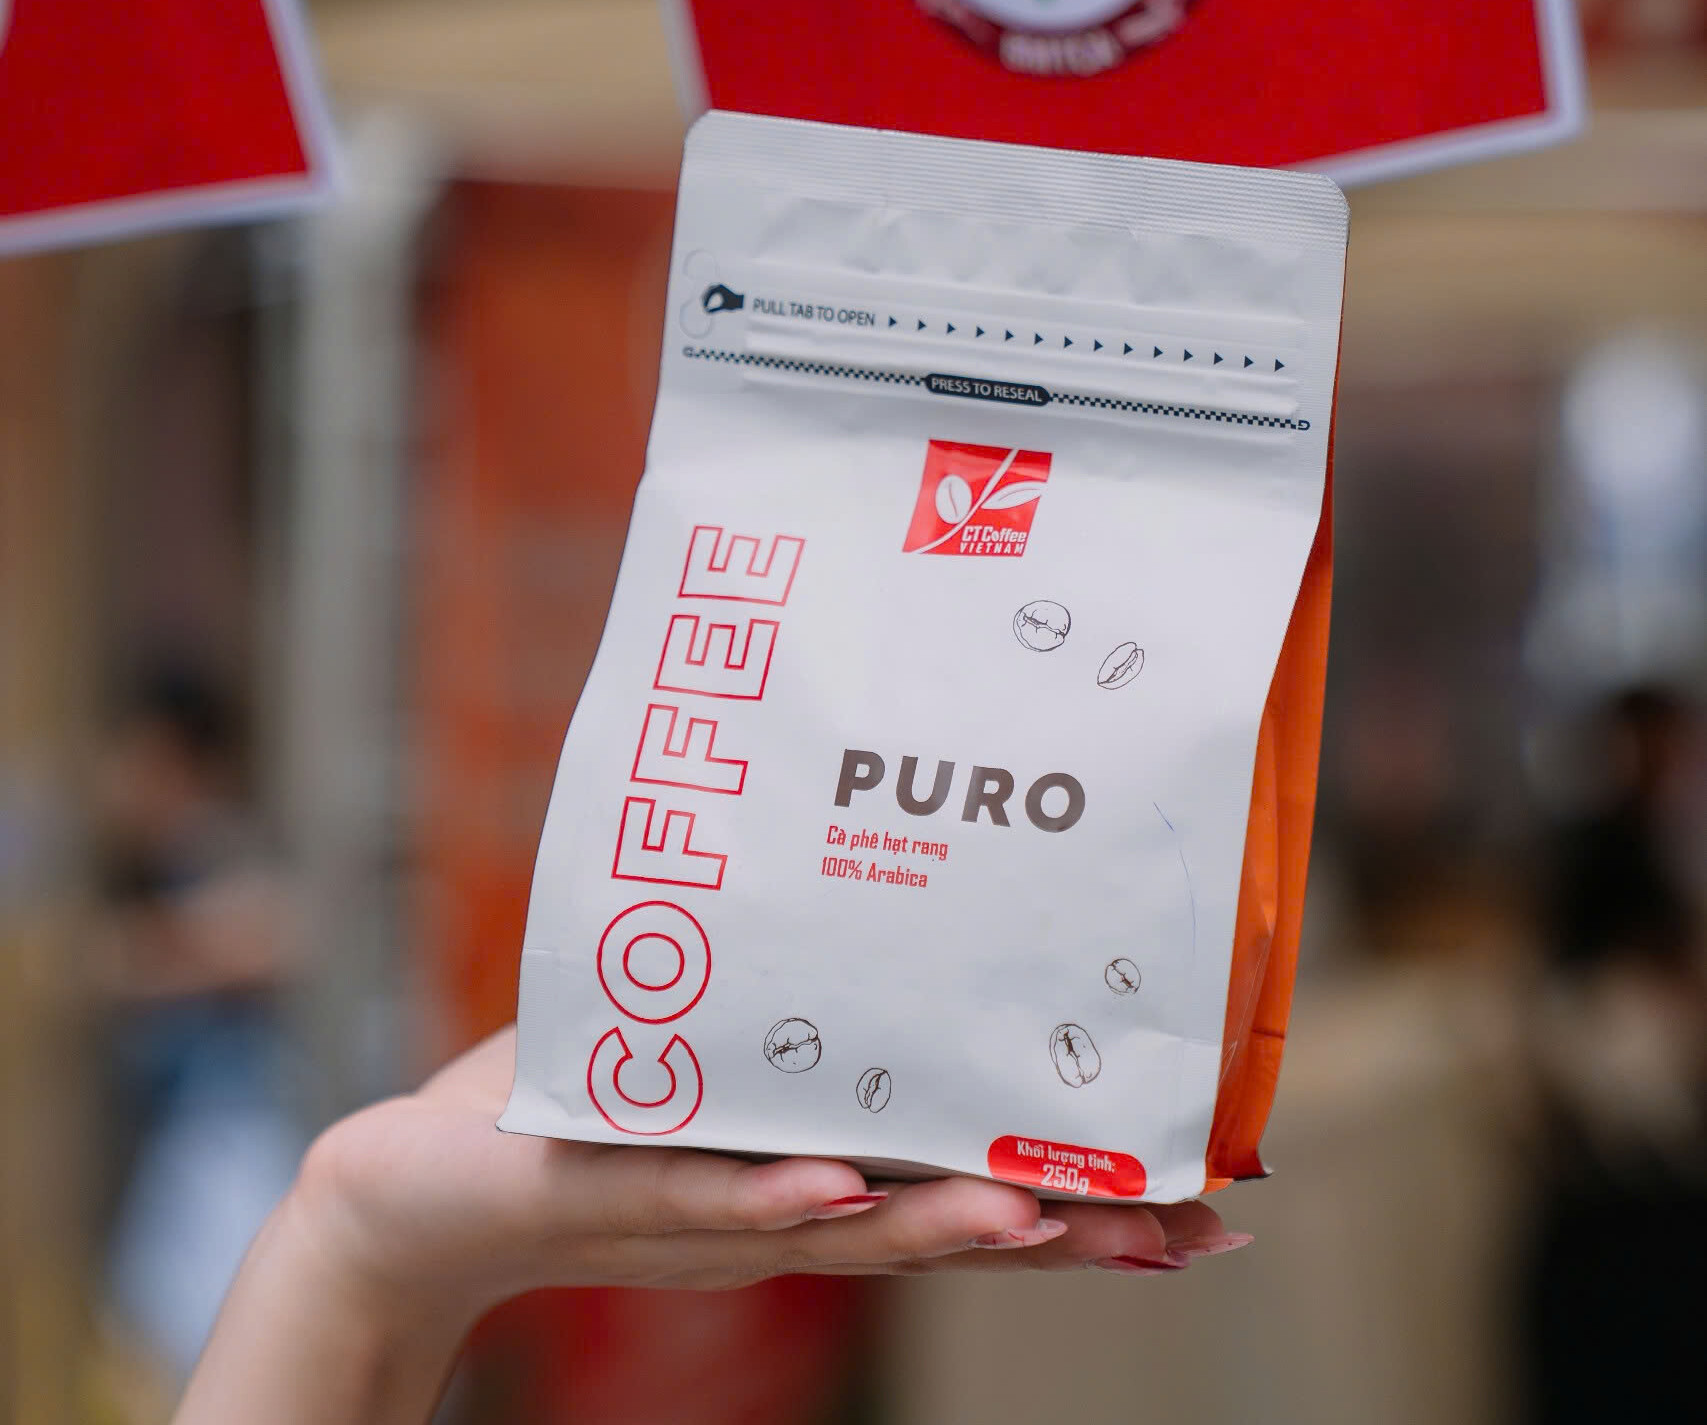 PULL TAB TO OPEN
PRESS TO RESEAL
CT Coffee
VIETNAM
COFFEE
PURO
Cà phê hạt rang
100% Arabica
Khối lượng tịnh:
250g